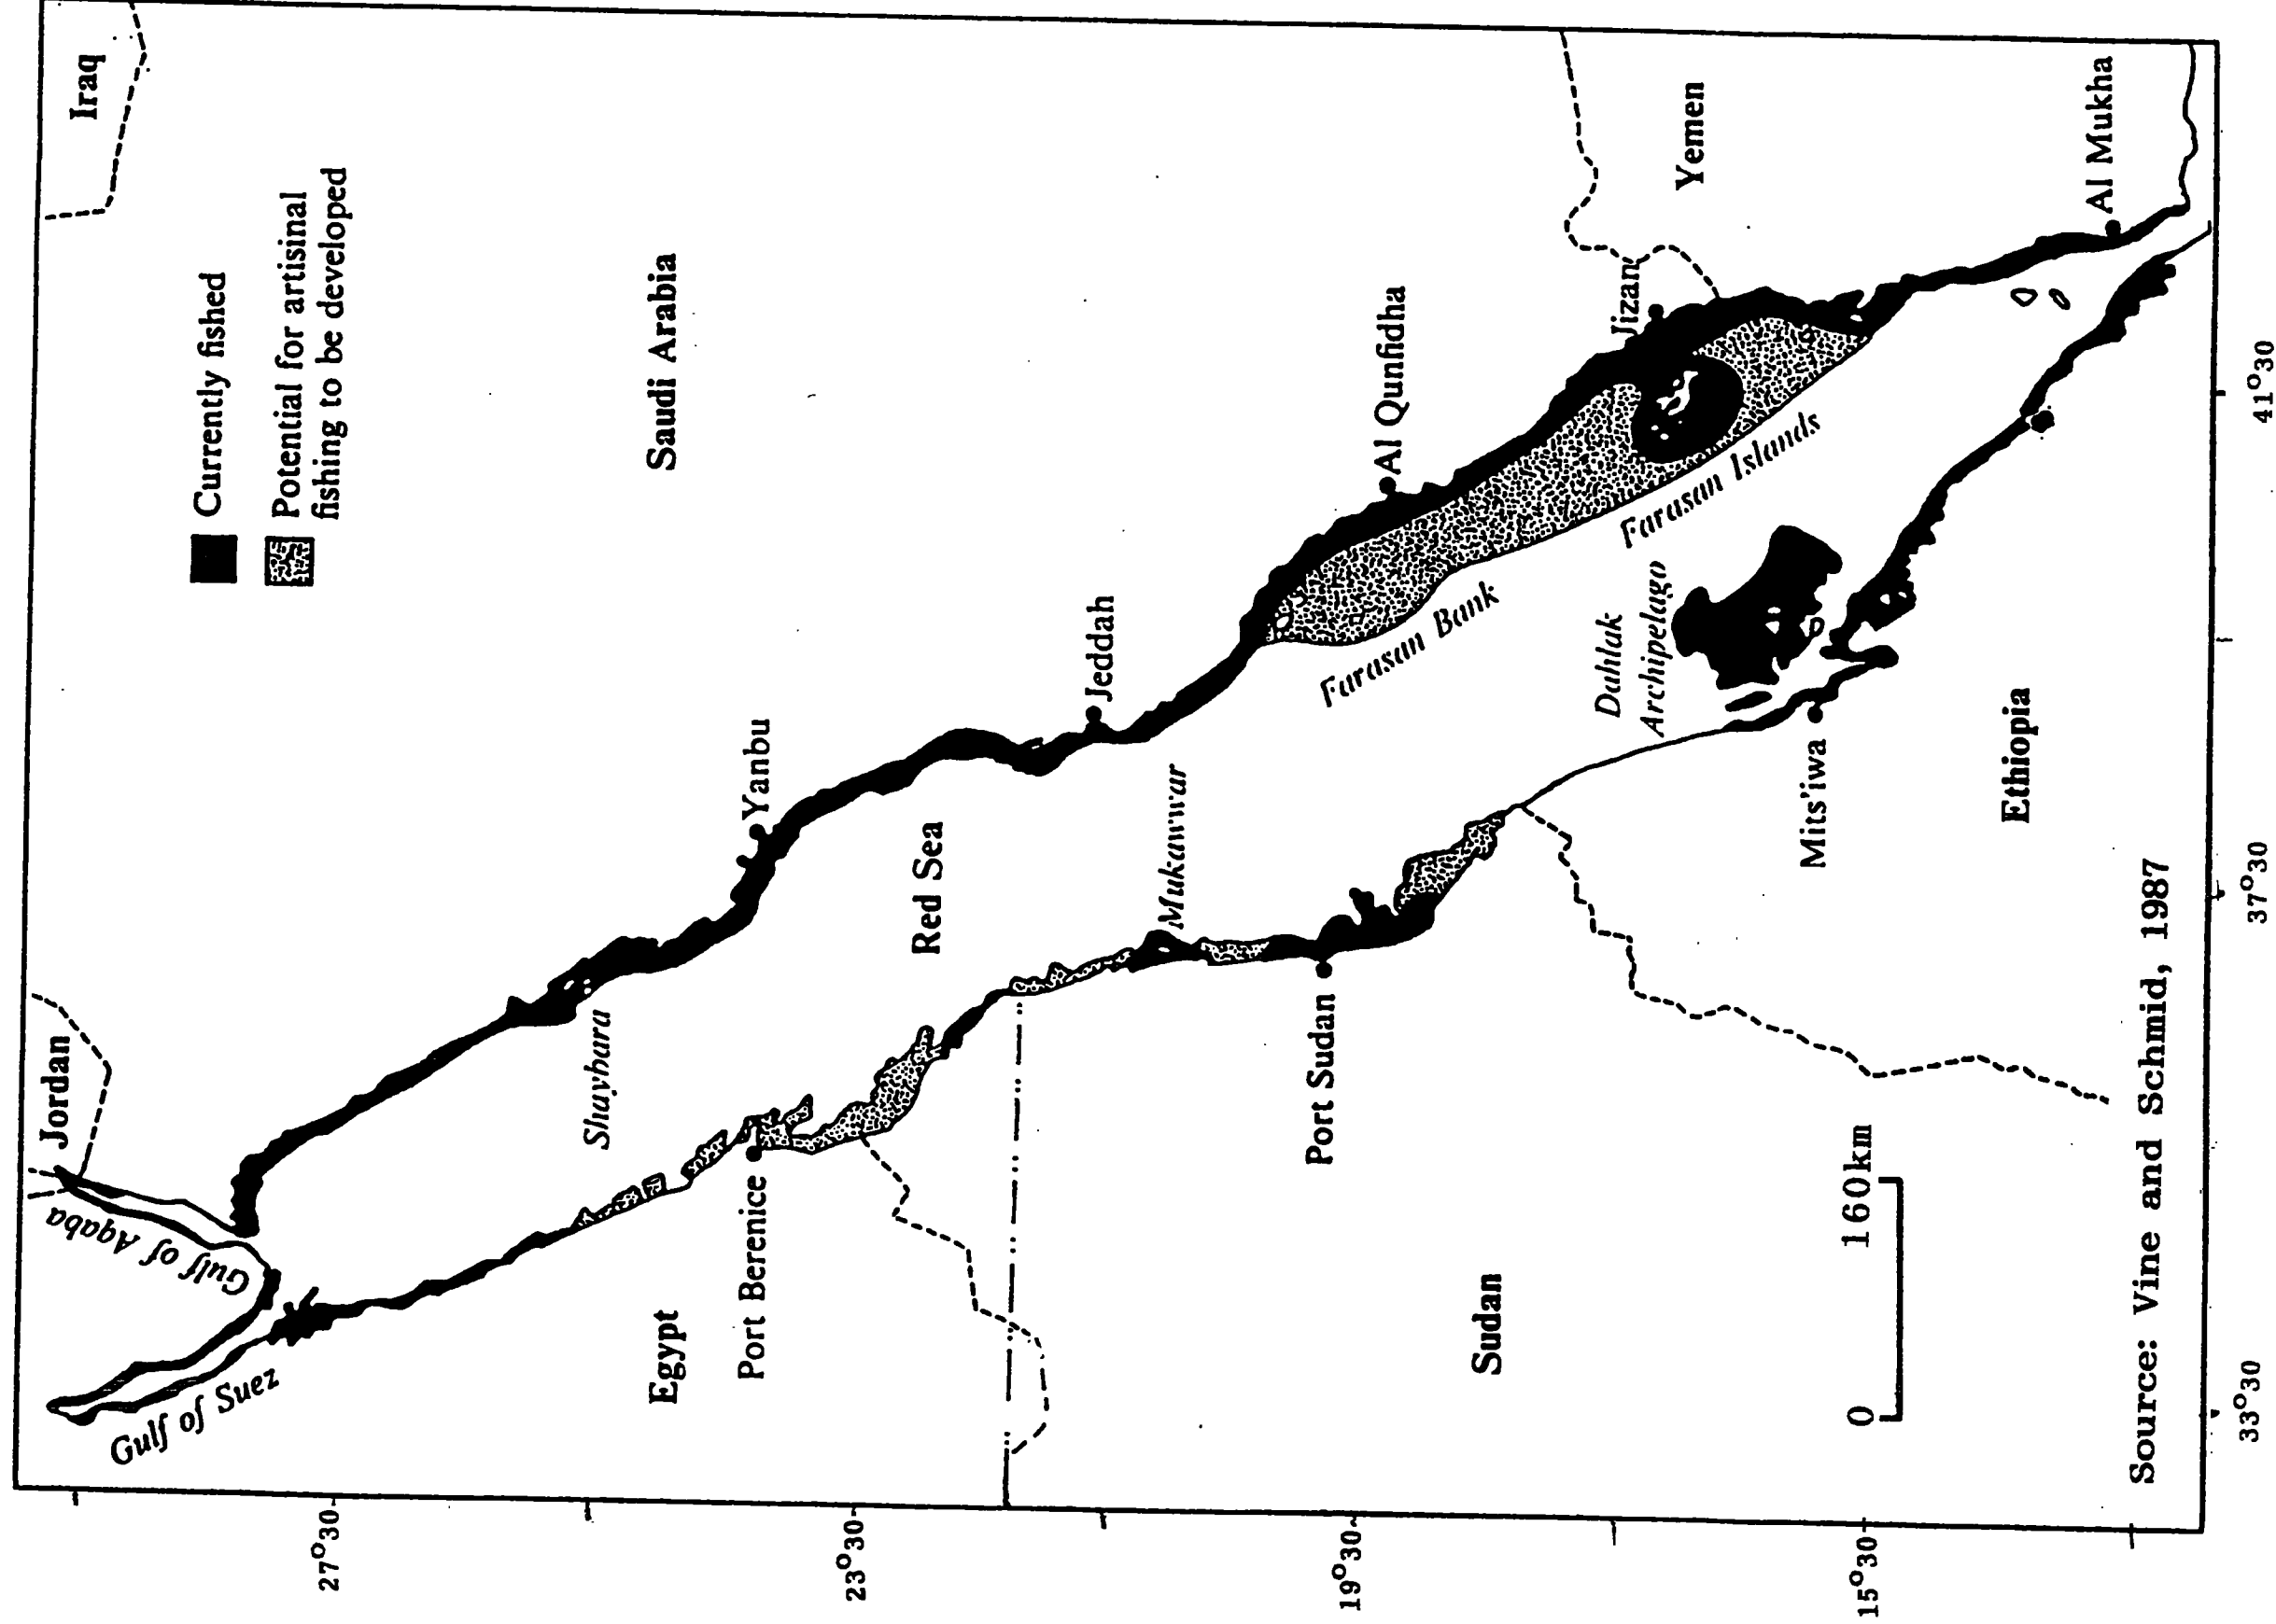 Iraq
Jordan
Currently fished
Potential for artisinal
fishing to be developed
Gulf of Aqaba
Gulf of Suez
Saudi Arabia
Shaybara
Yanbu
Egypt
Port Berenice
Red Sea
Jeddah
Mukawwar
Al Qunfidha
Farasan Bank
Port Sudan
Sudan
Jizan
Farasan Islands
Dahlak
Archipelago
Yemen
Mits'iwa
Ethiopia
Al Mukha
0 160km
Source: Vine and Schmid, 1987
27°30
23°30
19°30
15°30
33°30
37°30
41°30